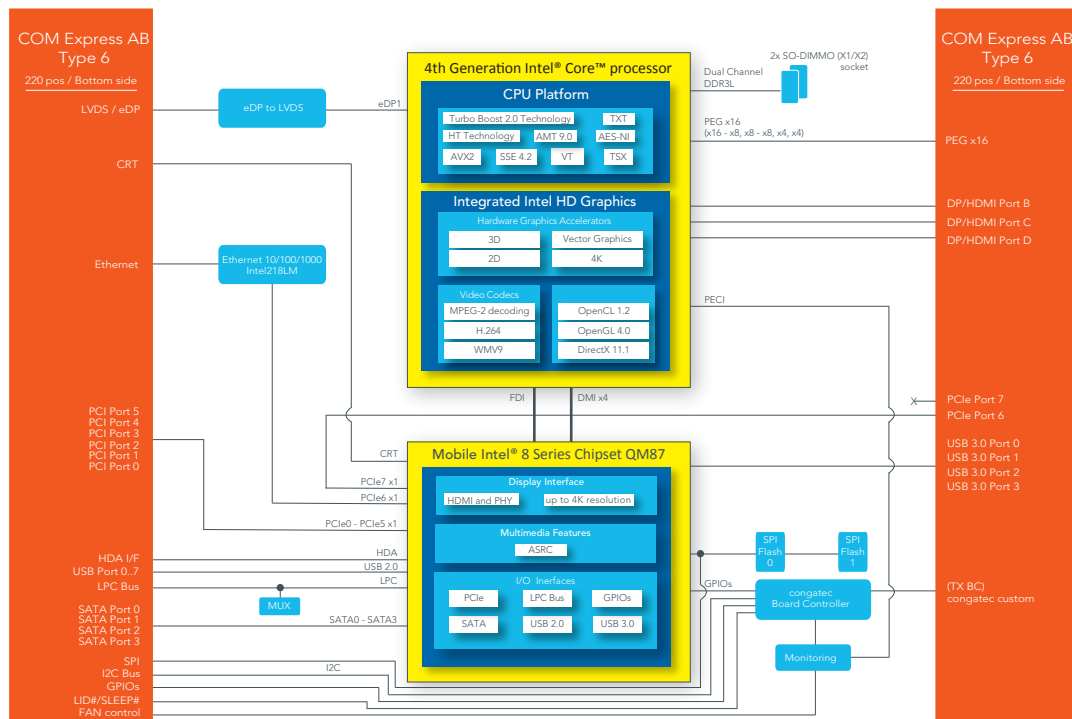 COM Express AB
Type 6
220 pos / Bottom side
LVDS / eDP
CRT
Ethernet
PCI Port 5
PCI Port 4
PCI Port 3
PCI Port 2
PCI Port 1
PCI Port 0
HDA I/F
USB Port 0..7
LPC Bus
SATA Port 0
SATA Port 1
SATA Port 2
SATA Port 3
SPI
I2C Bus
GPIOs
LID#/SLEEP#
FAN control
eDP to LVDS
eDP1
Ethernet 10/100/1000
Intel218LM
CRT
PCIe7 x1
PCIe6 x1
PCIe0 - PCIe5 x1
HDA
USB 2.0
LPC
MUX
SATA0 - SATA3
I2C
4th Generation Intel® Core™ processor
CPU Platform
Turbo Boost 2.0 Technology
TXT
HT Technology
AMT 9.0
AES-NI
AVX2
SSE 4.2
VT
TSX
Integrated Intel HD Graphics
Hardware Graphics Accelerators
3D
Vector Graphics
2D
4K
Video Codecs
MPEG-2 decoding
H.264
WMV9
OpenCL 1.2
OpenGL 4.0
DirectX 11.1
FDI
DMI x4
Mobile Intel® 8 Series Chipset QM87
Display Interface
HDMI and PHY
up to 4K resolution
Multimedia Features
ASRC
I/O Inerfaces
PCIe
LPC Bus
GPIOs
SATA
USB 2.0
USB 3.0
2x SO-DIMMO (X1/X2)
socket
Dual Channel
DDR3L
PEG x16
(x16 - x8, x8 - x8, x4, x4)
PECI
X
SPI
Flash
0
SPI
Flash
1
GPIOs
congatec
Board Controller
Monitoring
COM Express AB
Type 6
220 pos / Bottom side
PEG x16
DP/HDMI Port B
DP/HDMI Port C
DP/HDMI Port D
PCIe Port 7
PCIe Port 6
USB 3.0 Port 0
USB 3.0 Port 1
USB 3.0 Port 2
USB 3.0 Port 3
(TX BC)
congatec custom